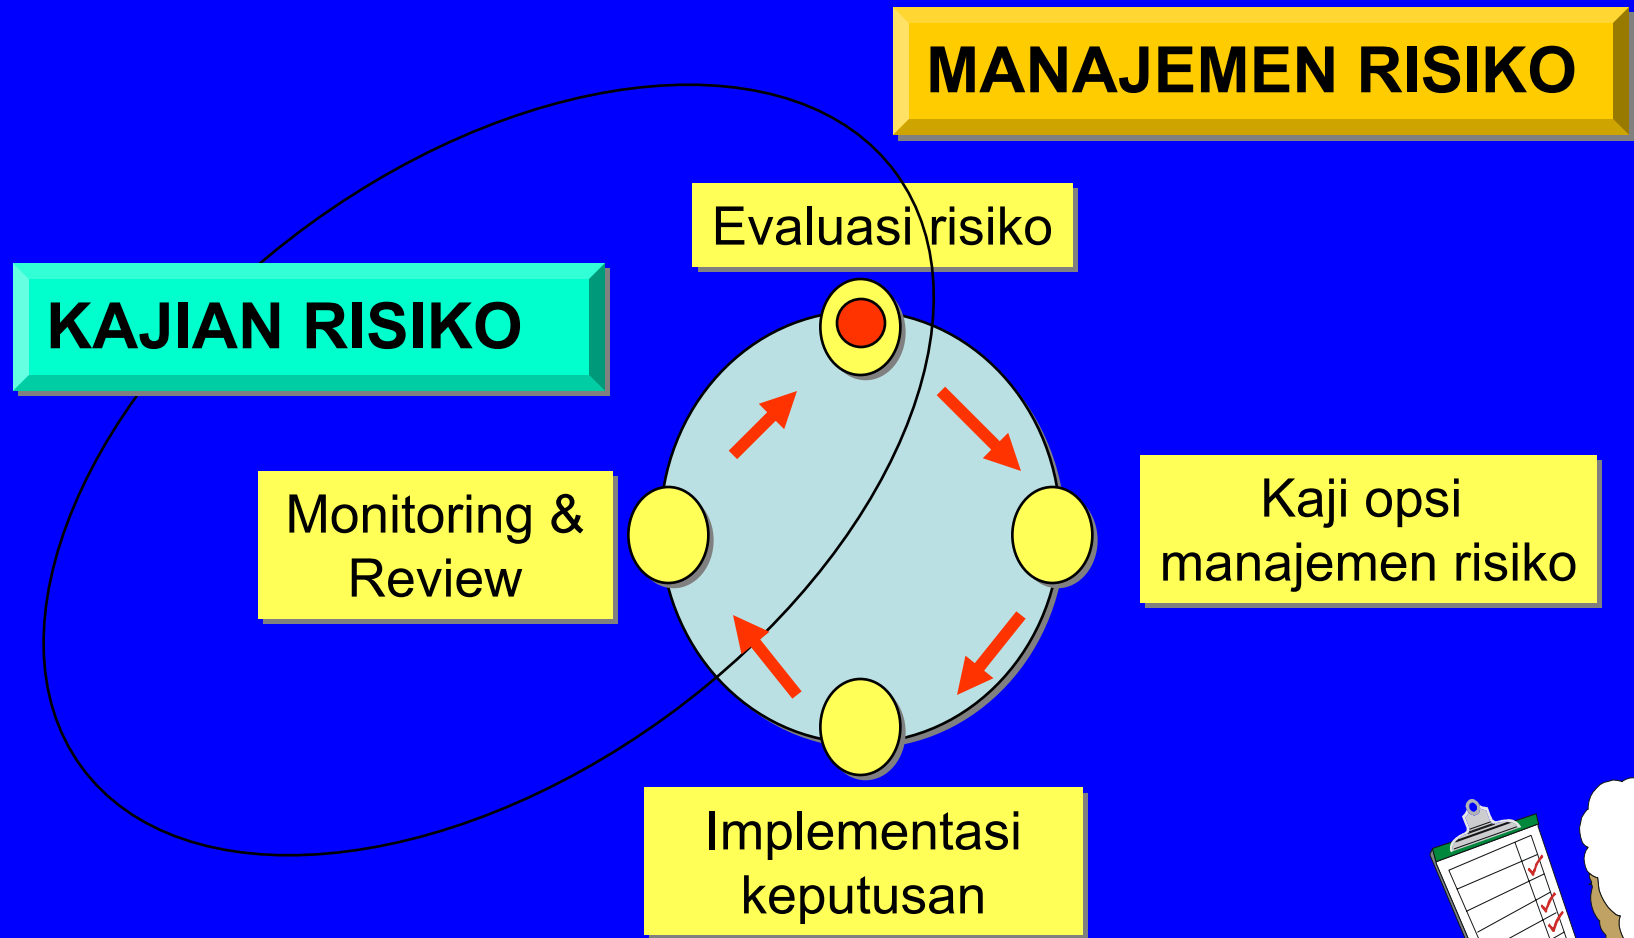 MANAJEMEN RISIKO
Evaluasi risiko
KAJIAN RISIKO
Monitoring &
Review
Kaji opsi
manajemen risiko
Implementasi
keputusan